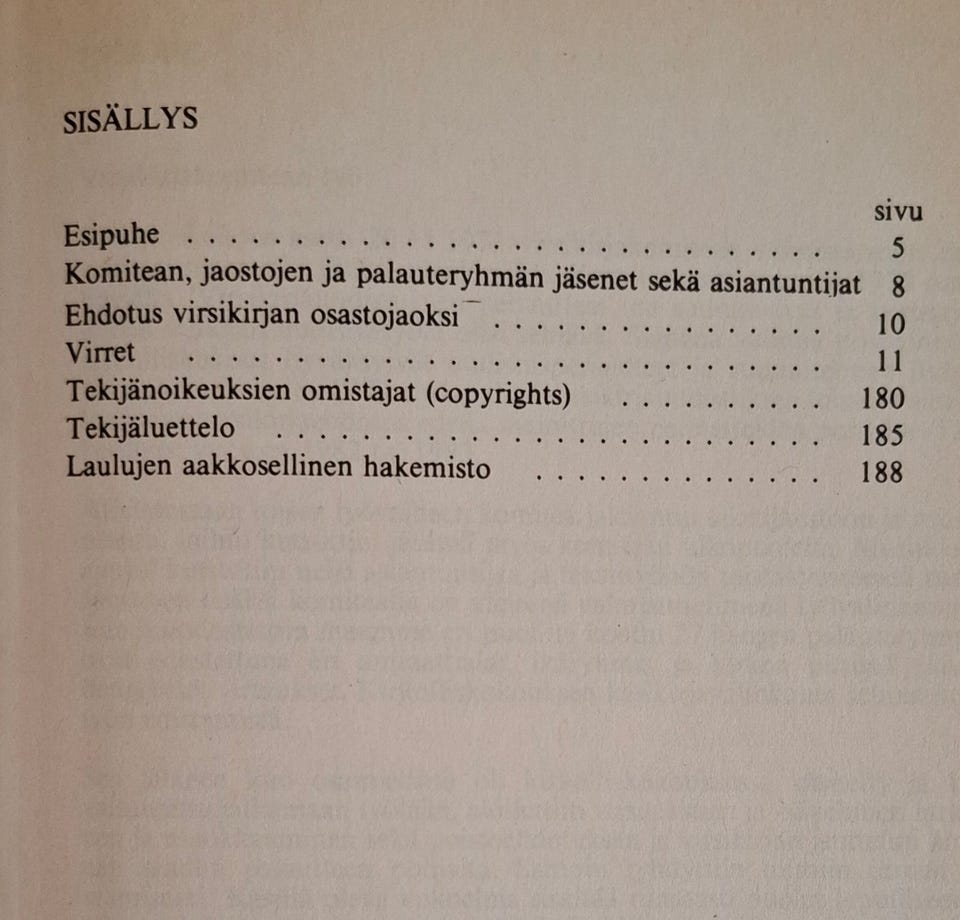 SISÄLLYS
sivu
Esipuhe . . . . . . . . . . . . . . . . . . . . . . . . . . . . . 5
Komitean, jaostojen ja palauteryhmän jäsenet sekä asiantuntijat 8
Ehdotus virsikirjan osastojaoksi . . . . . . . . . . . . . . . 10
Virret . . . . . . . . . . . . . . . . . . . . . . . . . . . . . 11
Tekijänoikeuksien omistajat (copyrights) . . . . . . . . . . 180
Tekijäluettelo . . . . . . . . . . . . . . . . . . . . . . . . . 185
Laulujen aakkosellinen hakemisto . . . . . . . . . . . . . 188